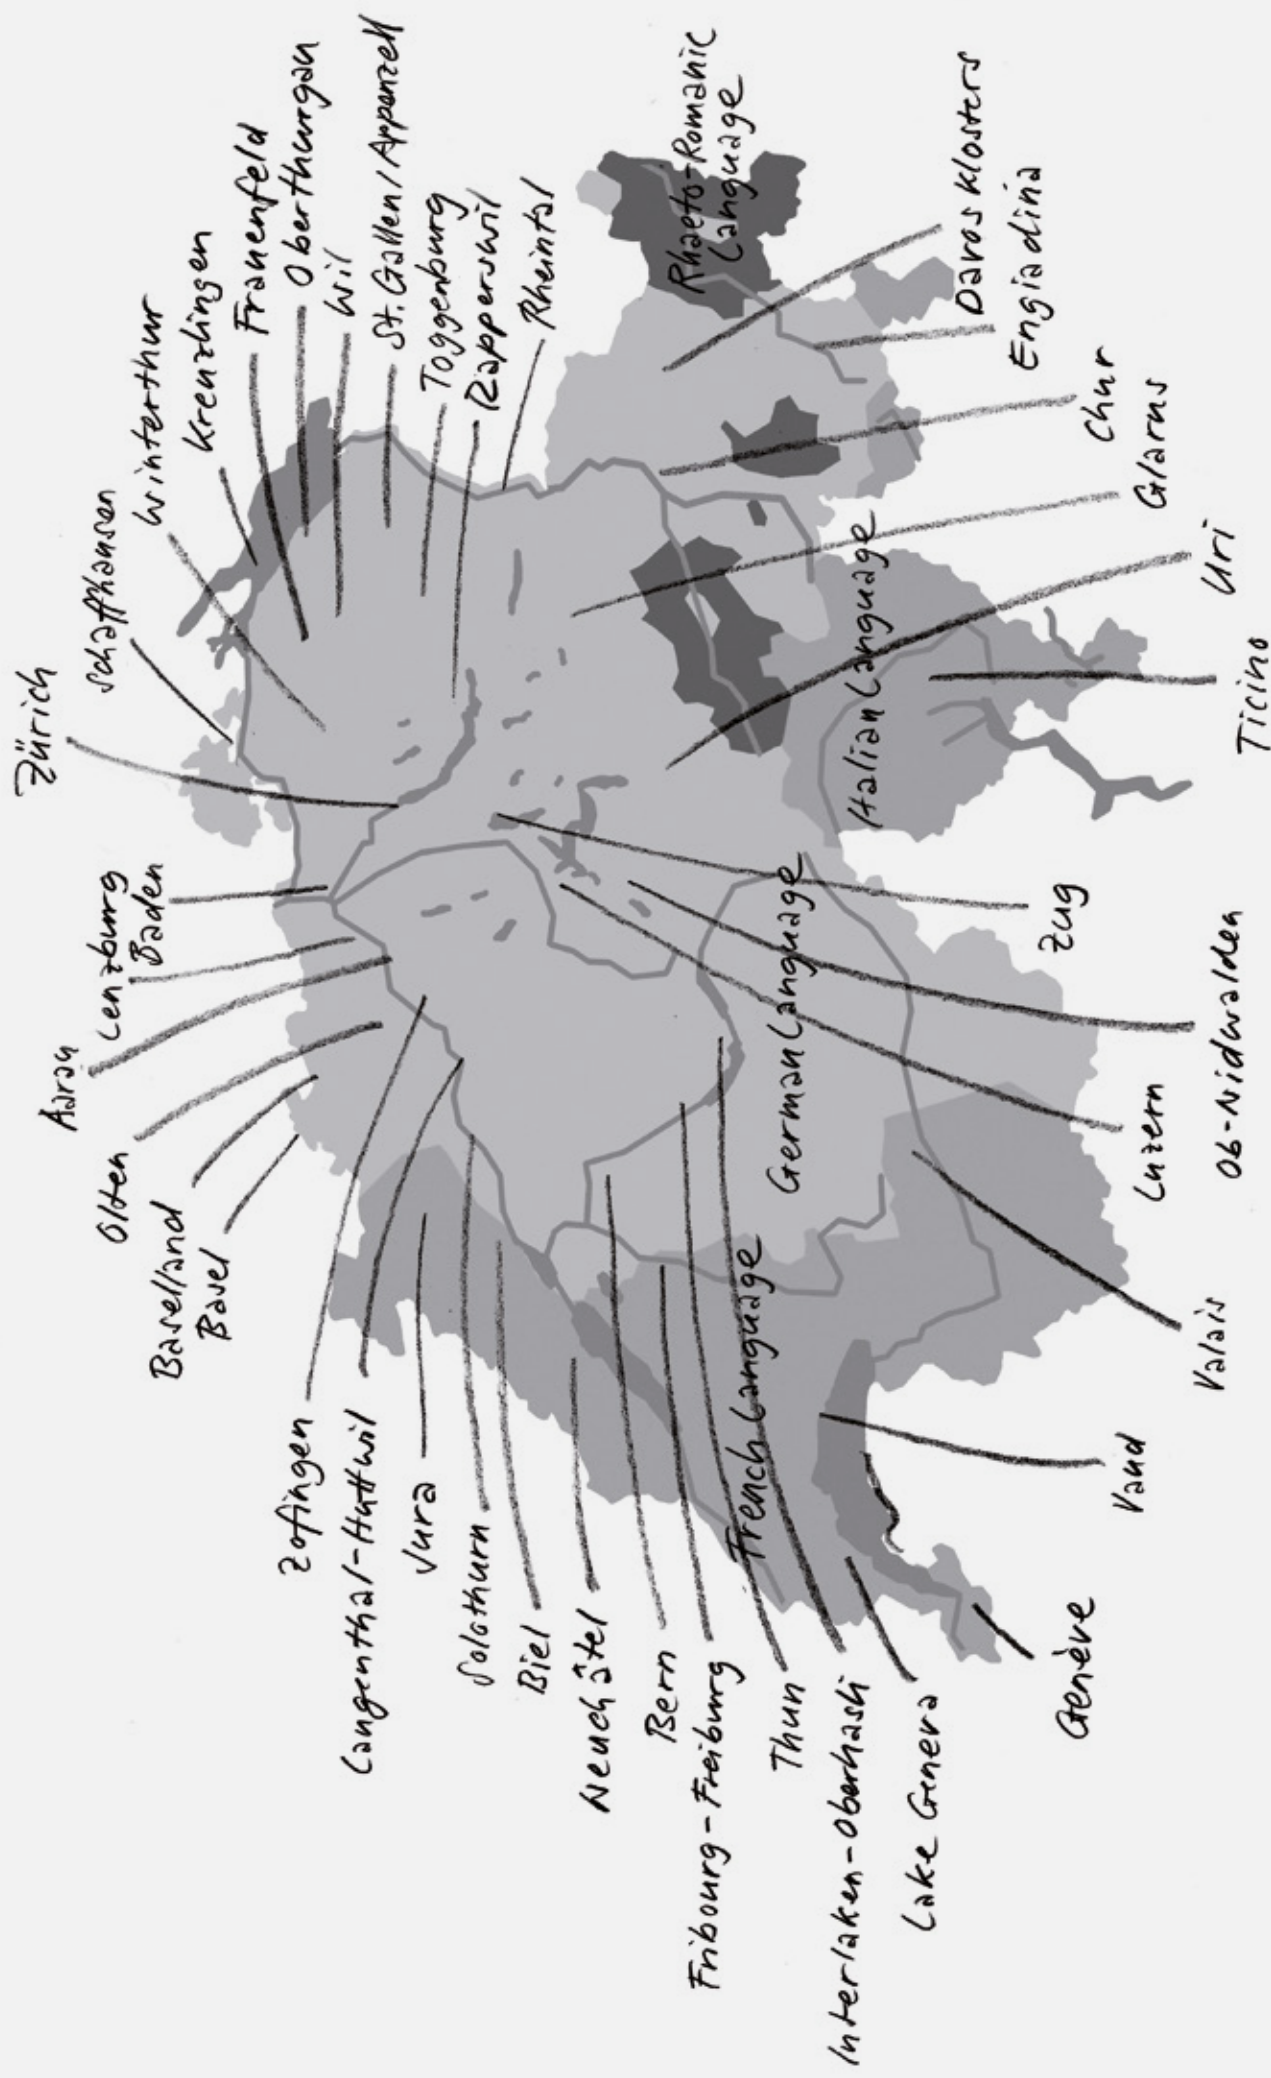 Zürich
Schaffhausen
Winterthur
Kreuzlingen
Frauenfeld
Oberthurgau
Wil
St. Gallen/Appenzell
Toggenburg
Rapperswil
Rheintal
Rhaeto-Romanic
Language
Davos Klosters
Engiadina
Chur
Glarus
Uri
Ticino
Italian Language
Zug
Ob-Nidwalden
Luzern
German Language
Valais
Vaud
Genève
French Language
Lake Geneva
Interlaken-Oberhasli
Thun
Fribourg-Freiburg
Bern
Neuchâtel
Biel
Solothurn
Jura
Langenthal-Huttwil
Zofingen
Basel
Baselland
Olten
Aarau
Lenzburg
Baden